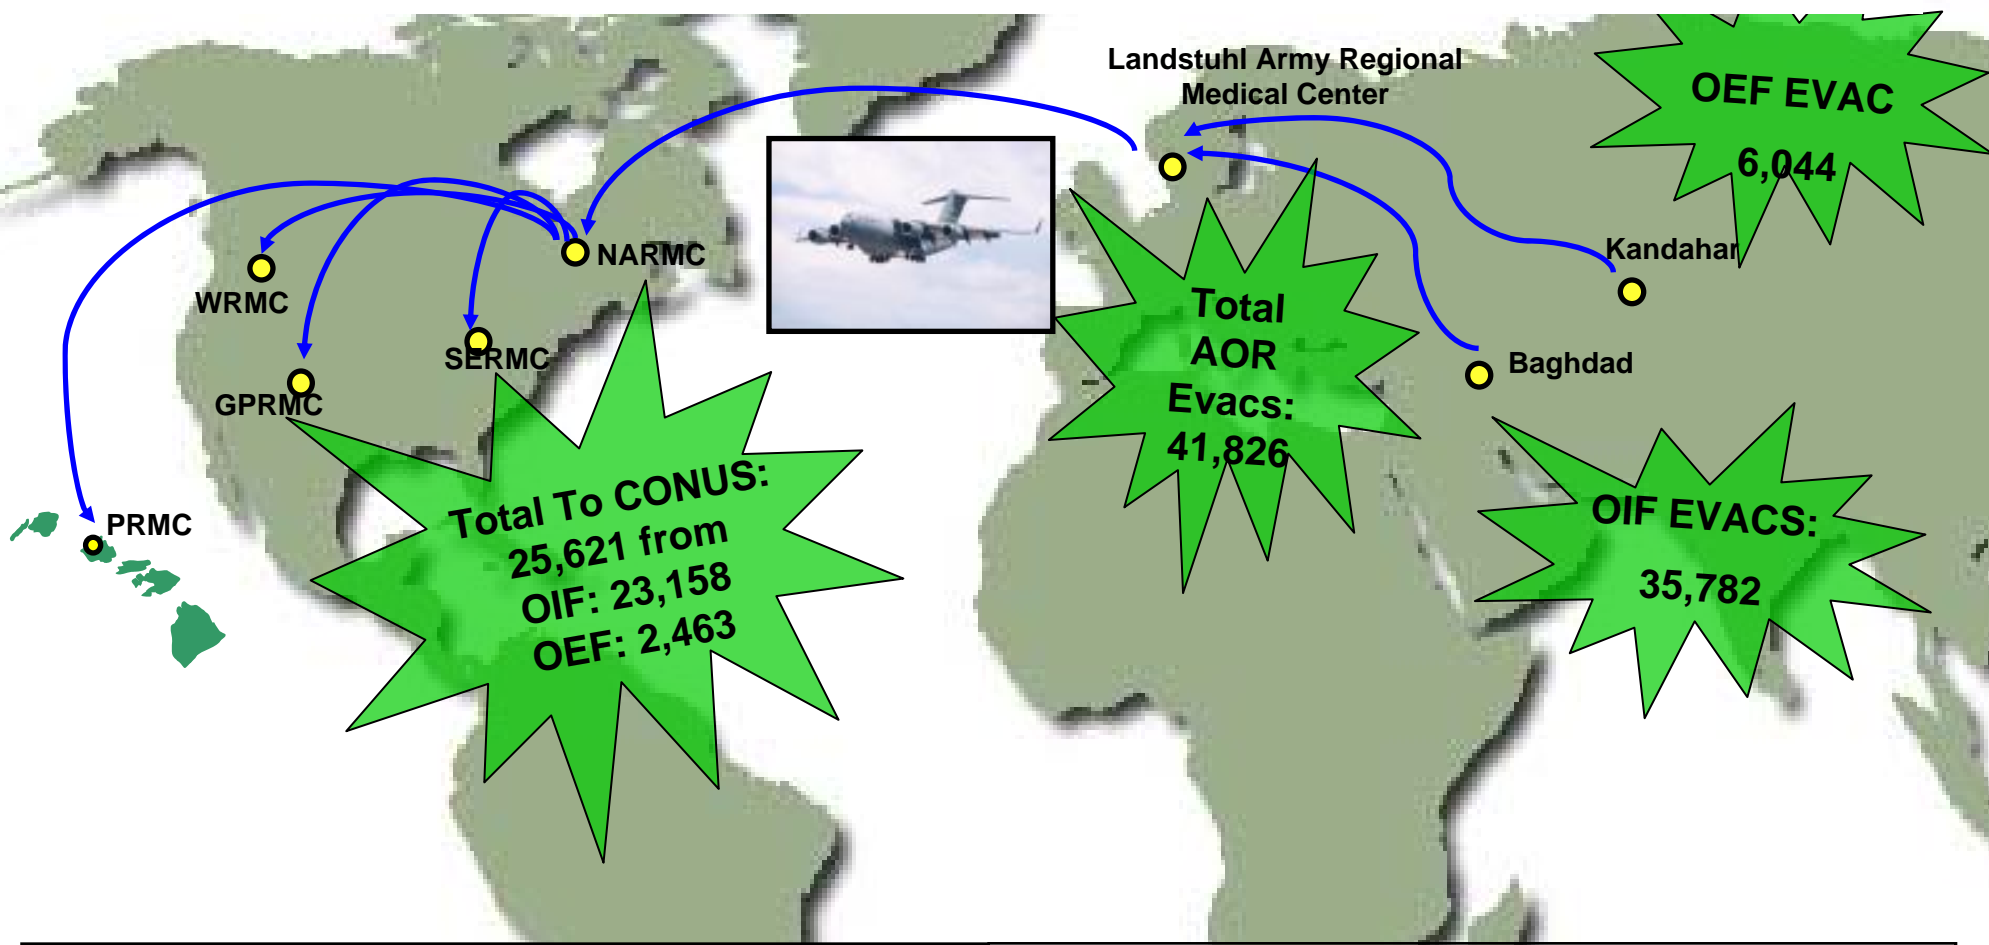 Landstuhl Army Regional
Medical Center
OEF EVAC
6,044
Kandahar
NARMC
WRMC
SERMC
GPRMC
Total
AOR
Evacs:
41,826
Baghdad
Total To CONUS:
25,621 from
OIF: 23,158
OEF: 2,463
OIF EVACS:
35,782
PRMC